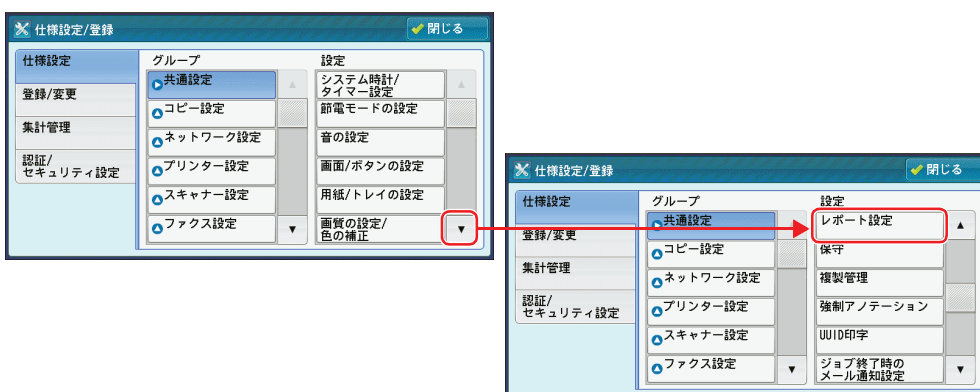 仕様設定/登録
閉じる
仕様設定
登録/変更
集計管理
認証/
セキュリティ設定
グループ
共通設定
コピー設定
ネットワーク設定
プリンター設定
スキャナー設定
ファクス設定
設定
システム時計/
タイマー設定
節電モードの設定
音の設定
画面/ボタンの設定
用紙/トレイの設定
画質の設定/
色の補正
仕様設定/登録
閉じる
仕様設定
登録/変更
集計管理
認証/
セキュリティ設定
グループ
共通設定
コピー設定
ネットワーク設定
プリンター設定
スキャナー設定
ファクス設定
設定
レポート設定
保守
複製管理
強制アノテーション
UUID印字
ジョブ終了時の
メール通知設定